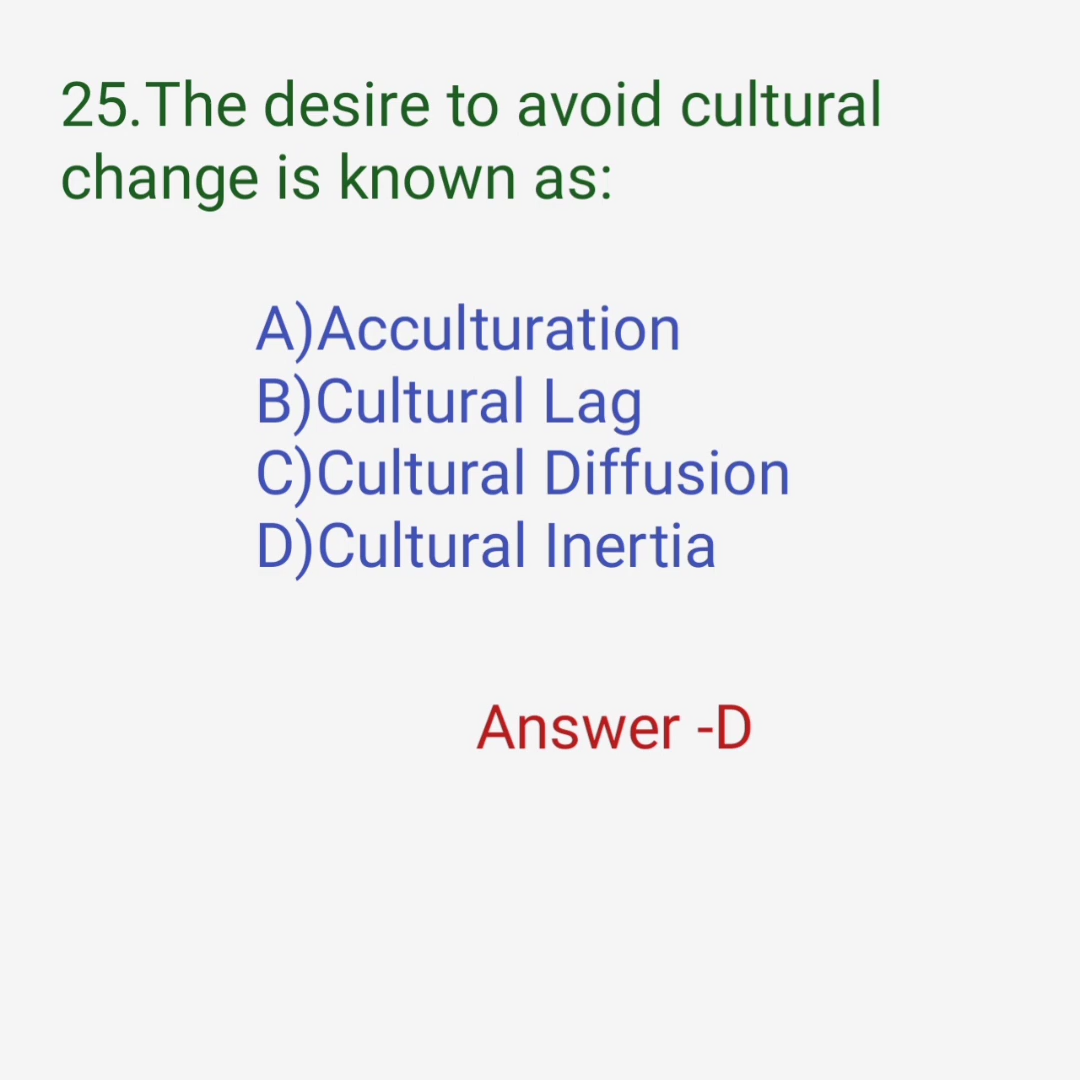 25.The desire to avoid cultural
change is known as:
A)Acculturation
B)Cultural Lag
C)Cultural Diffusion
D)Cultural Inertia
Answer -D